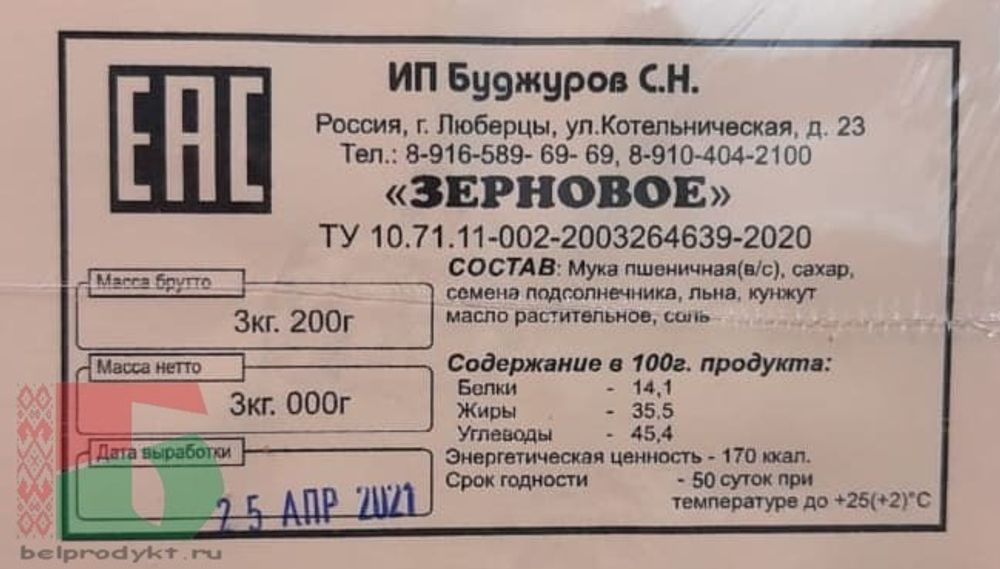 EAC
ИП Буджуров С.Н.
Россия, г. Люберцы, ул.Котельническая, д. 23
Тел.: 8-916-589- 69- 69, 8-910-404-2100
«ЗЕРНОВОЕ»
ТУ 10.71.11-002-2003264639-2020
СОСТАВ: Мука пшеничная(в/с), сахар,
семена подсолнечника, льна, кунжут
масло растительное, соль
Масса брутто
3кг. 200г
Масса нетто
3кг. 000г
Дата выработки
25 АПР 2021
Содержание в 100г. продукта:
Белки - 14,1
Жиры - 35,5
Углеводы - 45,4
Энергетическая ценность - 170 ккал.
Срок годности - 50 суток при
температуре до +25(+2)°С
belprodykt.ru